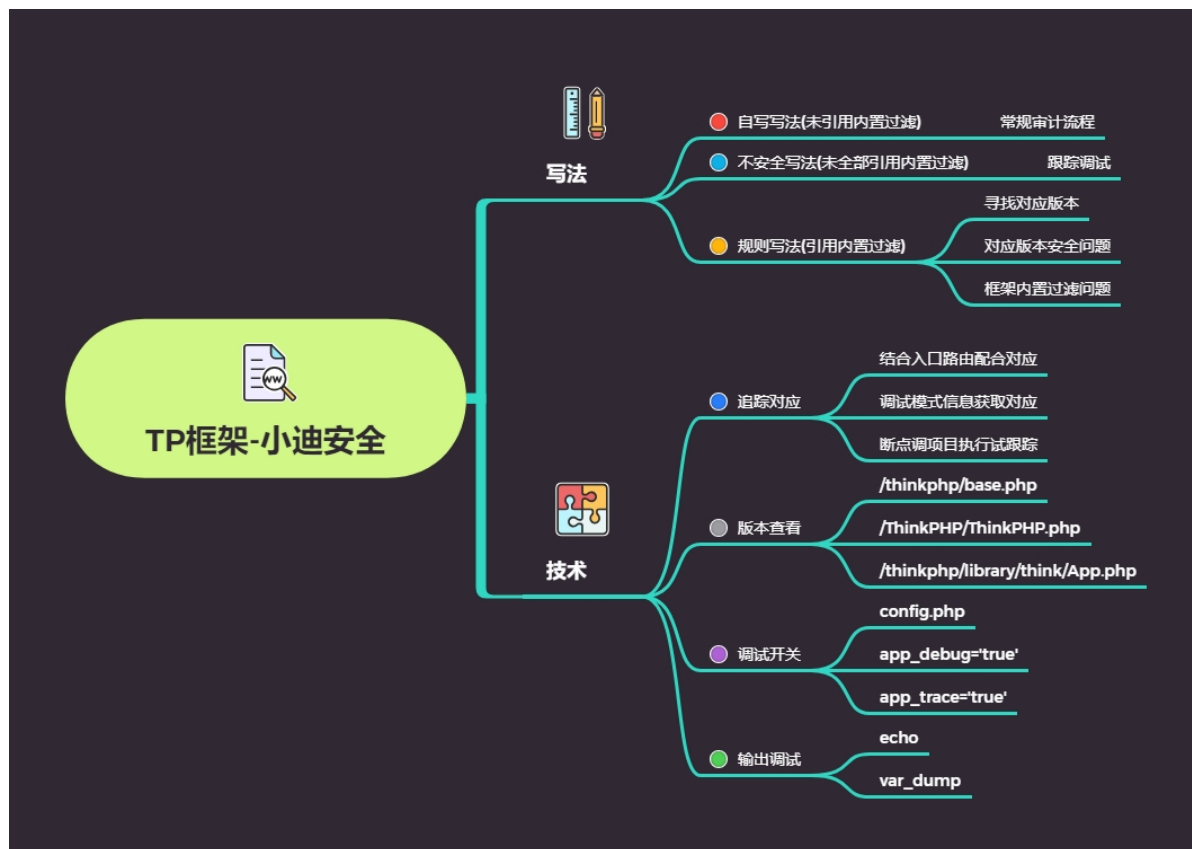 TP框架-小迪安全
写法
自写写法(未引用内置过滤)
常规审计流程
不安全写法(未全部引用内置过滤)
跟踪调试
规则写法(引用内置过滤)
寻找对应版本
对应版本安全问题
框架内置过滤问题
技术
追踪对应
结合入口路由配合对应
调试模式信息获取对应
断点调项目执行试跟踪
版本查看
/thinkphp/base.php
/ThinkPHP/ThinkPHP.php
/thinkphp/library/think/App.php
调试开关
config.php
app_debug='true'
app_trace='true'
输出调试
echo
var_dump